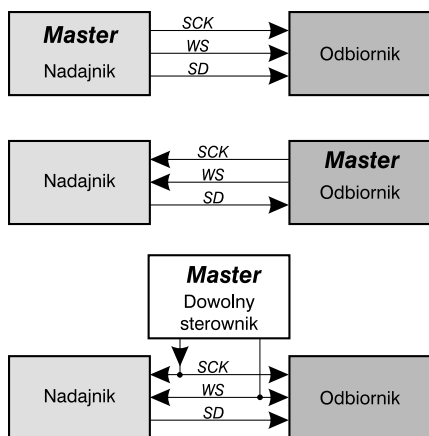 Master
Nadajnik
SCK
WS
SD
Odbiornik
Nadajnik
SCK
WS
SD
Master
Odbiornik
Master
Dowolny
sterownik
Nadajnik
SCK
WS
SD
Odbiornik